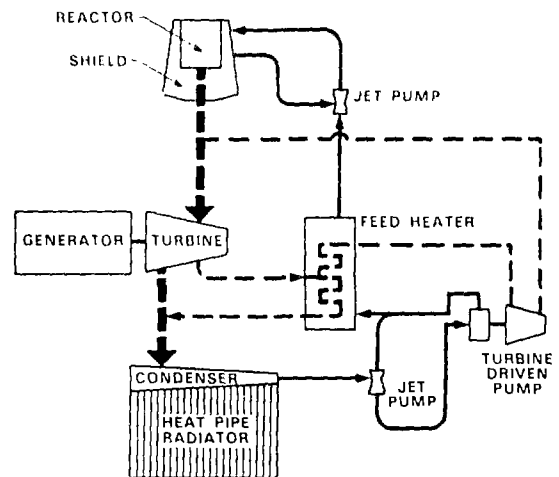 REACTOR
SHIELD
JET PUMP
FEED HEATER
GENERATOR
TURBINE
CONDENSER
HEAT PIPE
RADIATOR
JET
PUMP
TURBINE
DRIVEN
PUMP